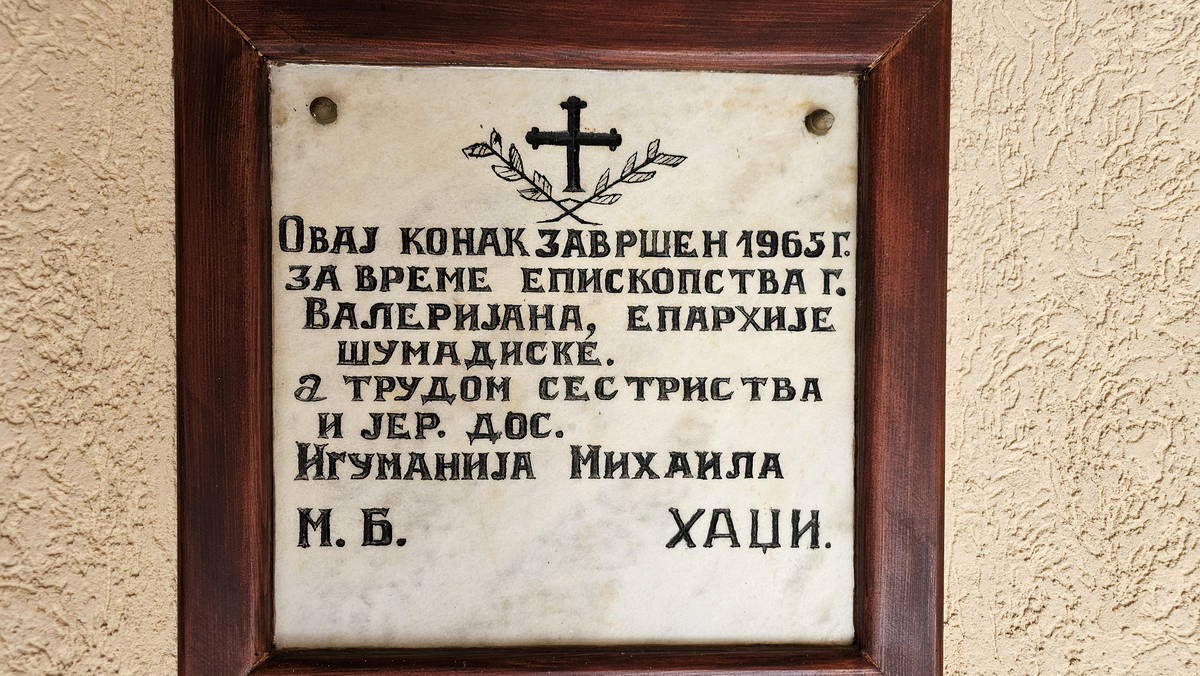 ОВАЈ КОНАК ЗАВРШЕН 1965 Г.
ЗА ВРЕМЕ ЕПИСКОПСТВА Г.
ВАЛЕРИЈАНА, ЕПАРХИЈЕ
ШУМАДИСКЕ.
а ТРУДОМ СЕСТРИСТВА
И ЈЕР. ДОС.
ИГУМАНИЈА МИХАИЛА
М. Б. ХАЏИ.